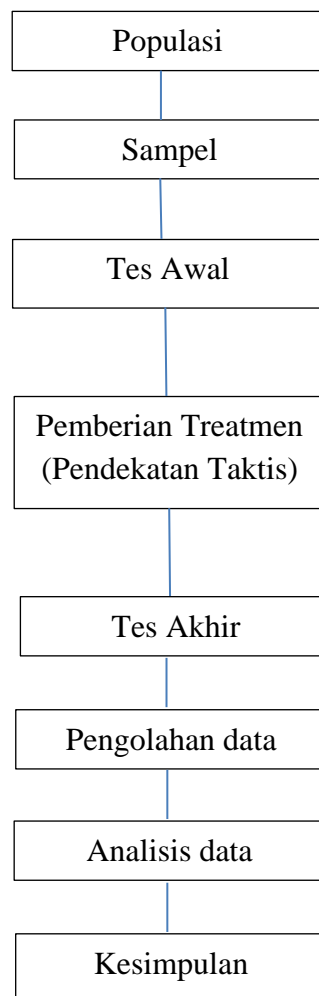 Populasi
Sampel
Tes Awal
Pemberian Treatmen
(Pendekatan Taktis)
Tes Akhir
Pengolahan data
Analisis data
Kesimpulan